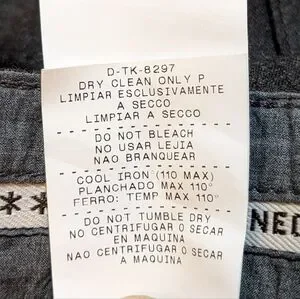 D-TK-8297
DRY CLEAN ONLY P
LIMPIAR ESCLUSIVAMENTE
A SECCO
LIMPIAR A SECCO
DO NOT BLEACH
NO USAR LEJIA
NAO BRANQUEAR
COOL IRON (110 MAX)
PLANCHADO MAX 110°
FERRO: TEMP MAX 110°
DO NOT TUMBLE DRY
NO CENTRIFUGAR O SECAR
EN MAQUINA
NAO CENTRIFUGAR O SECAR
A MAQUINA
** NEL